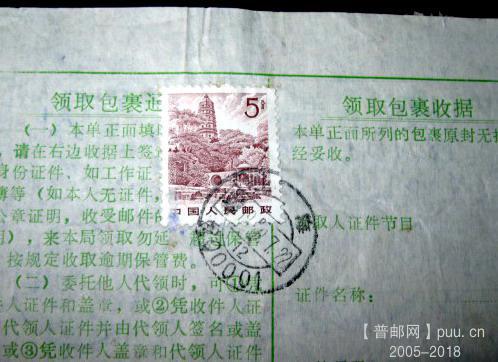 领取包裹
(一) 本单正面填
, 请在右边收据上签
身份证件、如工作证
簿等 (如本人无证件
公章证明, 收受邮件的
, 来本局领取勿延
按规定收取逾期保管费。
(二) 委托他人代领时, 可
件人证件和盖章, 或②凭收件人证
代领人证件并由代领人签名或盖
或③凭收件人盖章和代领人证件
5
中国人民邮政
领取包裹收据
本单正面所列的包裹原封无
经妥收。
取人证件节目
证件名称:
【普邮网】puu.cn
2005-2018